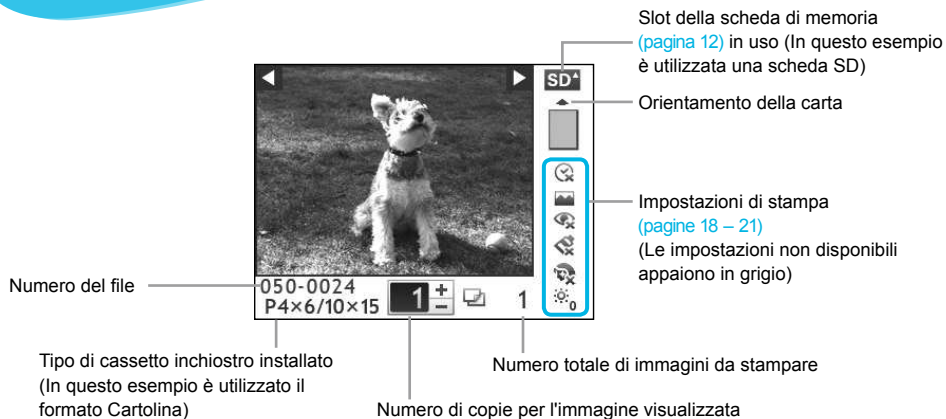 Slot della scheda di memoria
(pagina 12) in uso (In questo esempio
è utilizzata una scheda SD)
SD
Orientamento della carta
Impostazioni di stampa
(pagine 18 – 21)
(Le impostazioni non disponibili
appaiono in grigio)
Numero del file
050-0024
P4×6/10×15
1 + −
1
0
Tipo di cassetto inchiostro installato
(In questo esempio è utilizzato il
formato Cartolina)
Numero totale di immagini da stampare
Numero di copie per l'immagine visualizzata